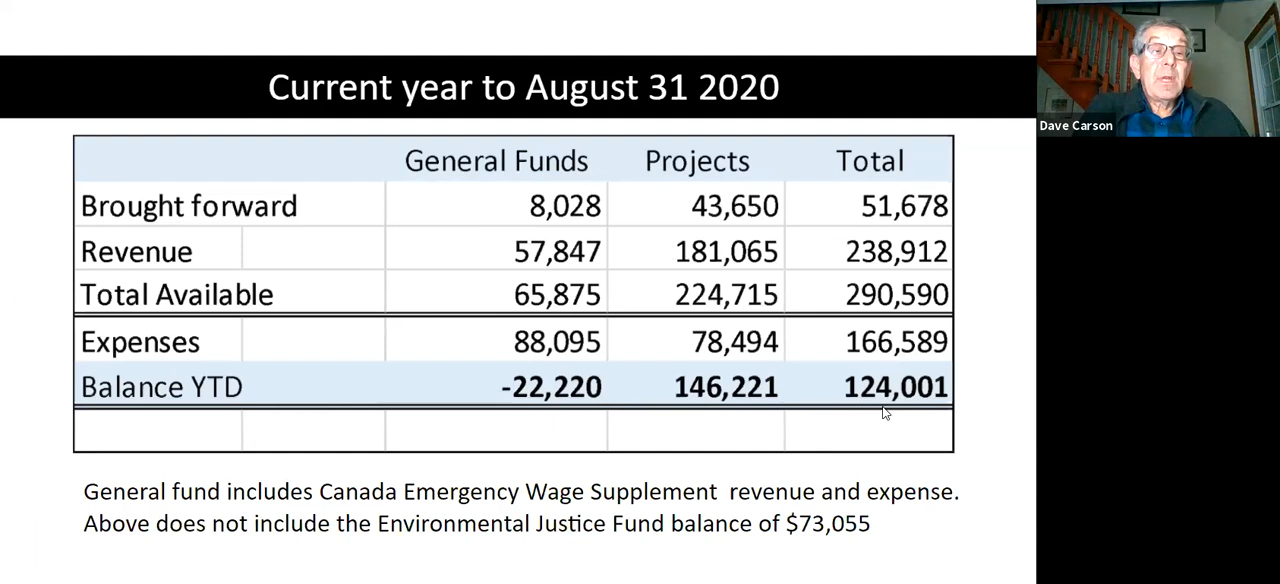 Current year to August 31 2020
Dave Carson
General Funds Projects Total
Brought forward 8,028 43,650 51,678
Revenue 57,847 181,065 238,912
Total Available 65,875 224,715 290,590
Expenses 88,095 78,494 166,589
Balance YTD -22,220 146,221 124,001
General fund includes Canada Emergency Wage Supplement revenue and expense.
Above does not include the Environmental Justice Fund balance of $73,055